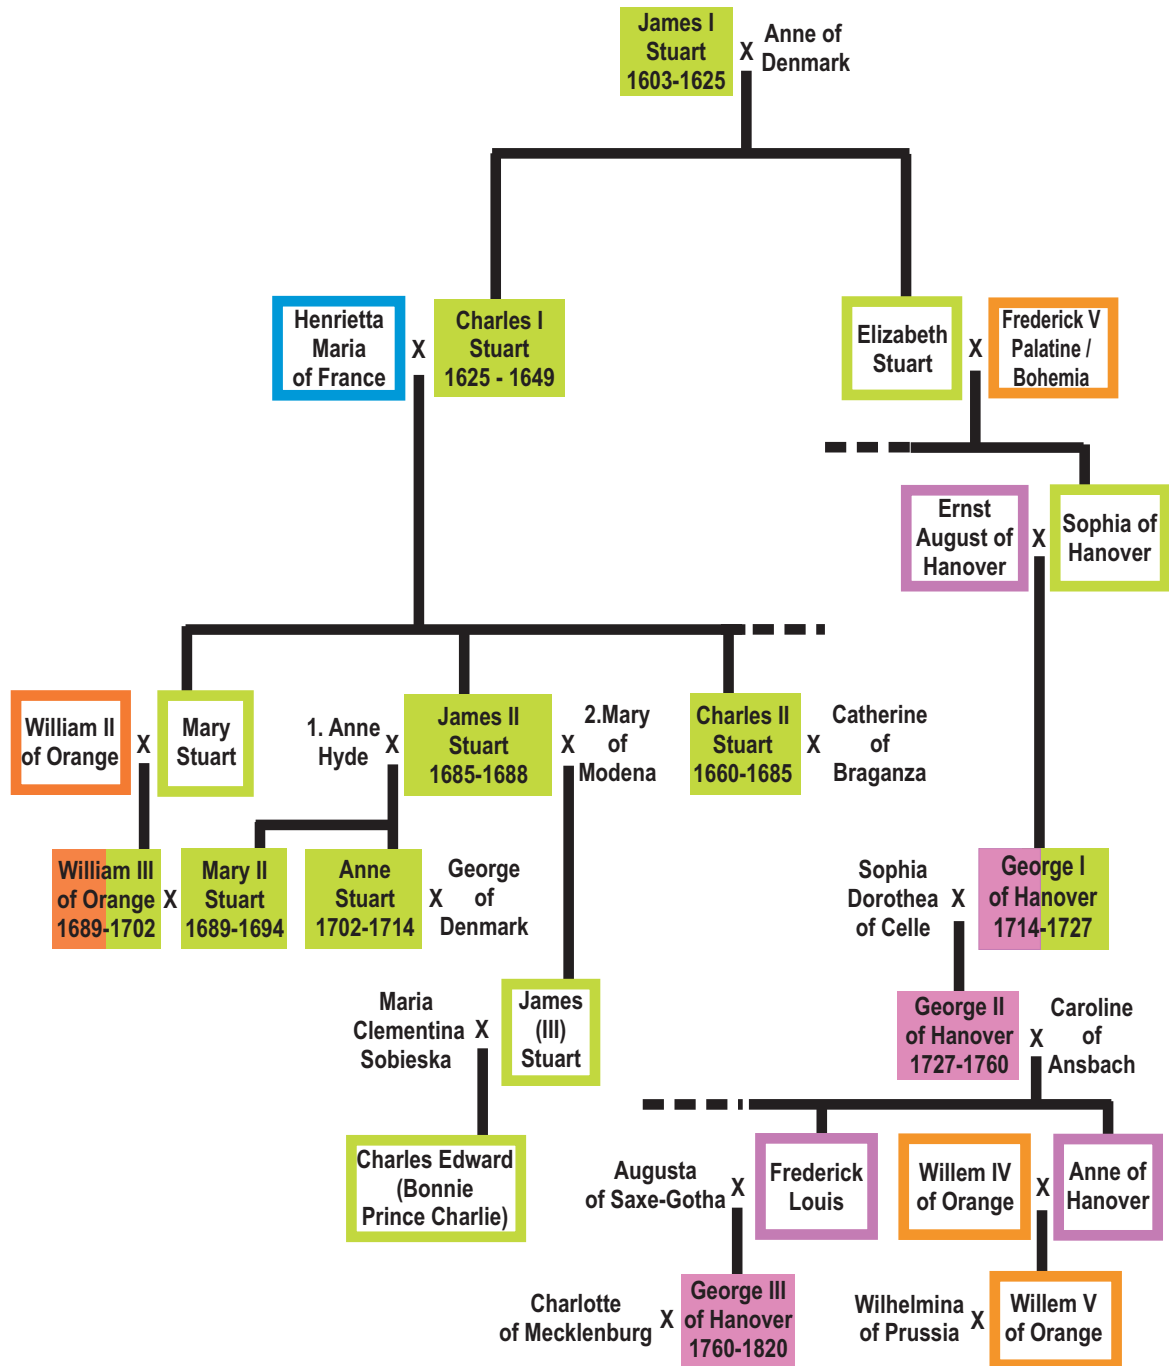 James I
Stuart
1603-1625
X
Anne of
Denmark
Henrietta
Maria
of France
X
Charles I
Stuart
1625 - 1649
Elizabeth
Stuart
X
Frederick V
Palatine /
Bohemia
Ernst
August of
Hanover
X
Sophia of
Hanover
William II
of Orange
X
Mary
Stuart
1. Anne
Hyde
X
James II
Stuart
1685-1688
X
2.Mary
of
Modena
Charles II
Stuart
1660-1685
X
Catherine
of
Braganza
William III
of Orange
1689-1702
X
Mary II
Stuart
1689-1694
Anne
Stuart
1702-1714
X
George
of
Denmark
Sophia
Dorothea
of Celle
X
George I
of Hanover
1714-1727
Maria
Clementina
Sobieska
X
James
(III)
Stuart
George II
of Hanover
1727-1760
X
Caroline
of
Ansbach
Charles Edward
(Bonnie
Prince Charlie)
Augusta
of Saxe-Gotha
X
Frederick
Louis
Willem IV
of Orange
X
Anne of
Hanover
Charlotte
of Mecklenburg
X
George III
of Hanover
1760-1820
Wilhelmina
of Prussia
X
Willem V
of Orange